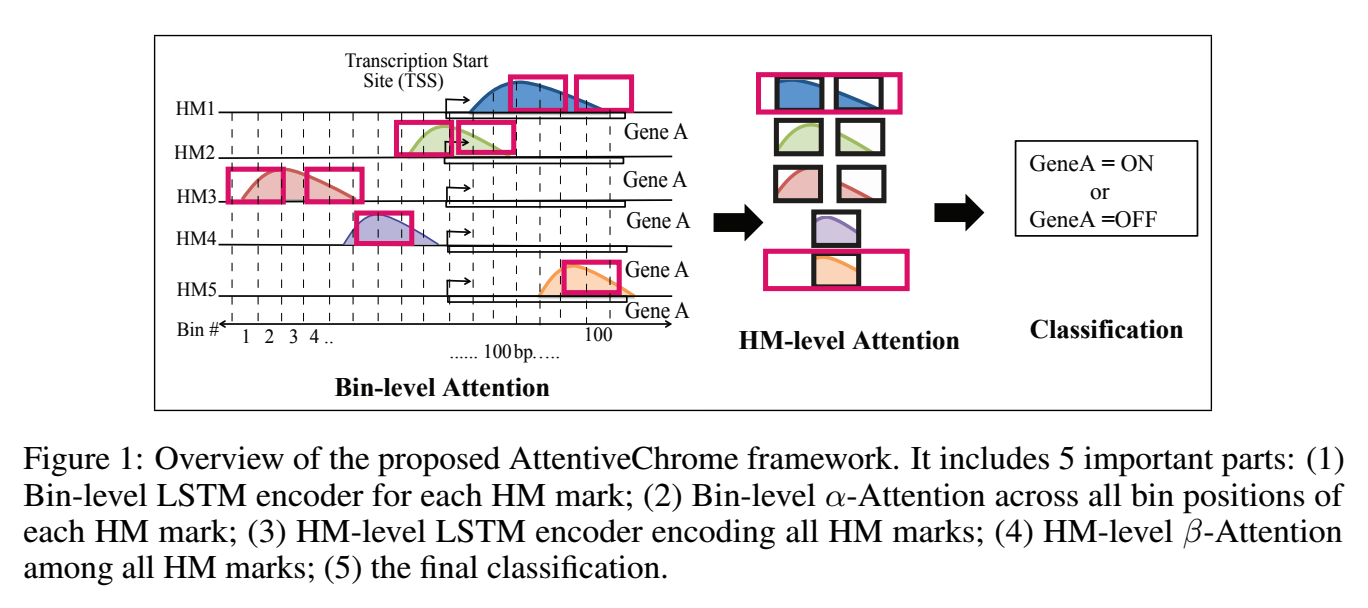 Transcription Start
Site (TSS)
HM1
Gene A
HM2
Gene A
HM3
Gene A
HM4
Gene A
HM5
Gene A
Bin #
1 2 3 4 ..
...... 100 bp.....
100
Bin-level Attention
HM-level Attention
GeneA = ON
or
GeneA =OFF
Classification
Figure 1: Overview of the proposed AttentiveChrome framework. It includes 5 important parts: (1)
Bin-level LSTM encoder for each HM mark; (2) Bin-level α-Attention across all bin positions of
each HM mark; (3) HM-level LSTM encoder encoding all HM marks; (4) HM-level β-Attention
among all HM marks; (5) the final classification.